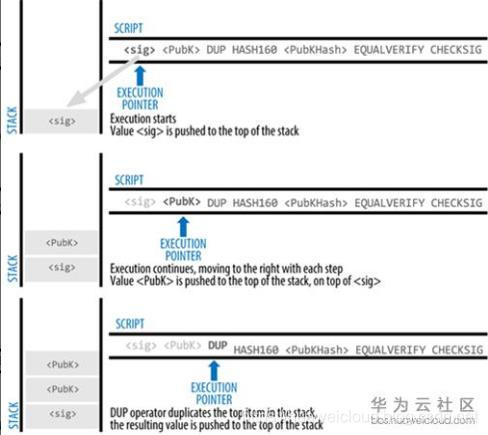 SCRIPT
<sig> <PubK> DUP HASH160 <PubKHash> EQUALVERIFY CHECKSIG
EXECUTION
POINTER
STACK
<sig>
Execution starts
Value <sig> is pushed to the top of the stack
SCRIPT
<sig> <PubK> DUP HASH160 <PubKHash> EQUALVERIFY CHECKSIG
EXECUTION
POINTER
STACK
<PubK>
<sig>
Execution continues, moving to the right with each step
Value <PubK> is pushed to the top of the stack, on top of <sig>
SCRIPT
<sig> <PubK> DUP HASH160 <PubKHash> EQUALVERIFY CHECKSIG
EXECUTION
POINTER
STACK
<PubK>
<PubK>
<sig>
DUP operator duplicates the top item in the stack,
the resulting value is pushed to the top of the stack
华为云社区
bbs.huaweicloud.com